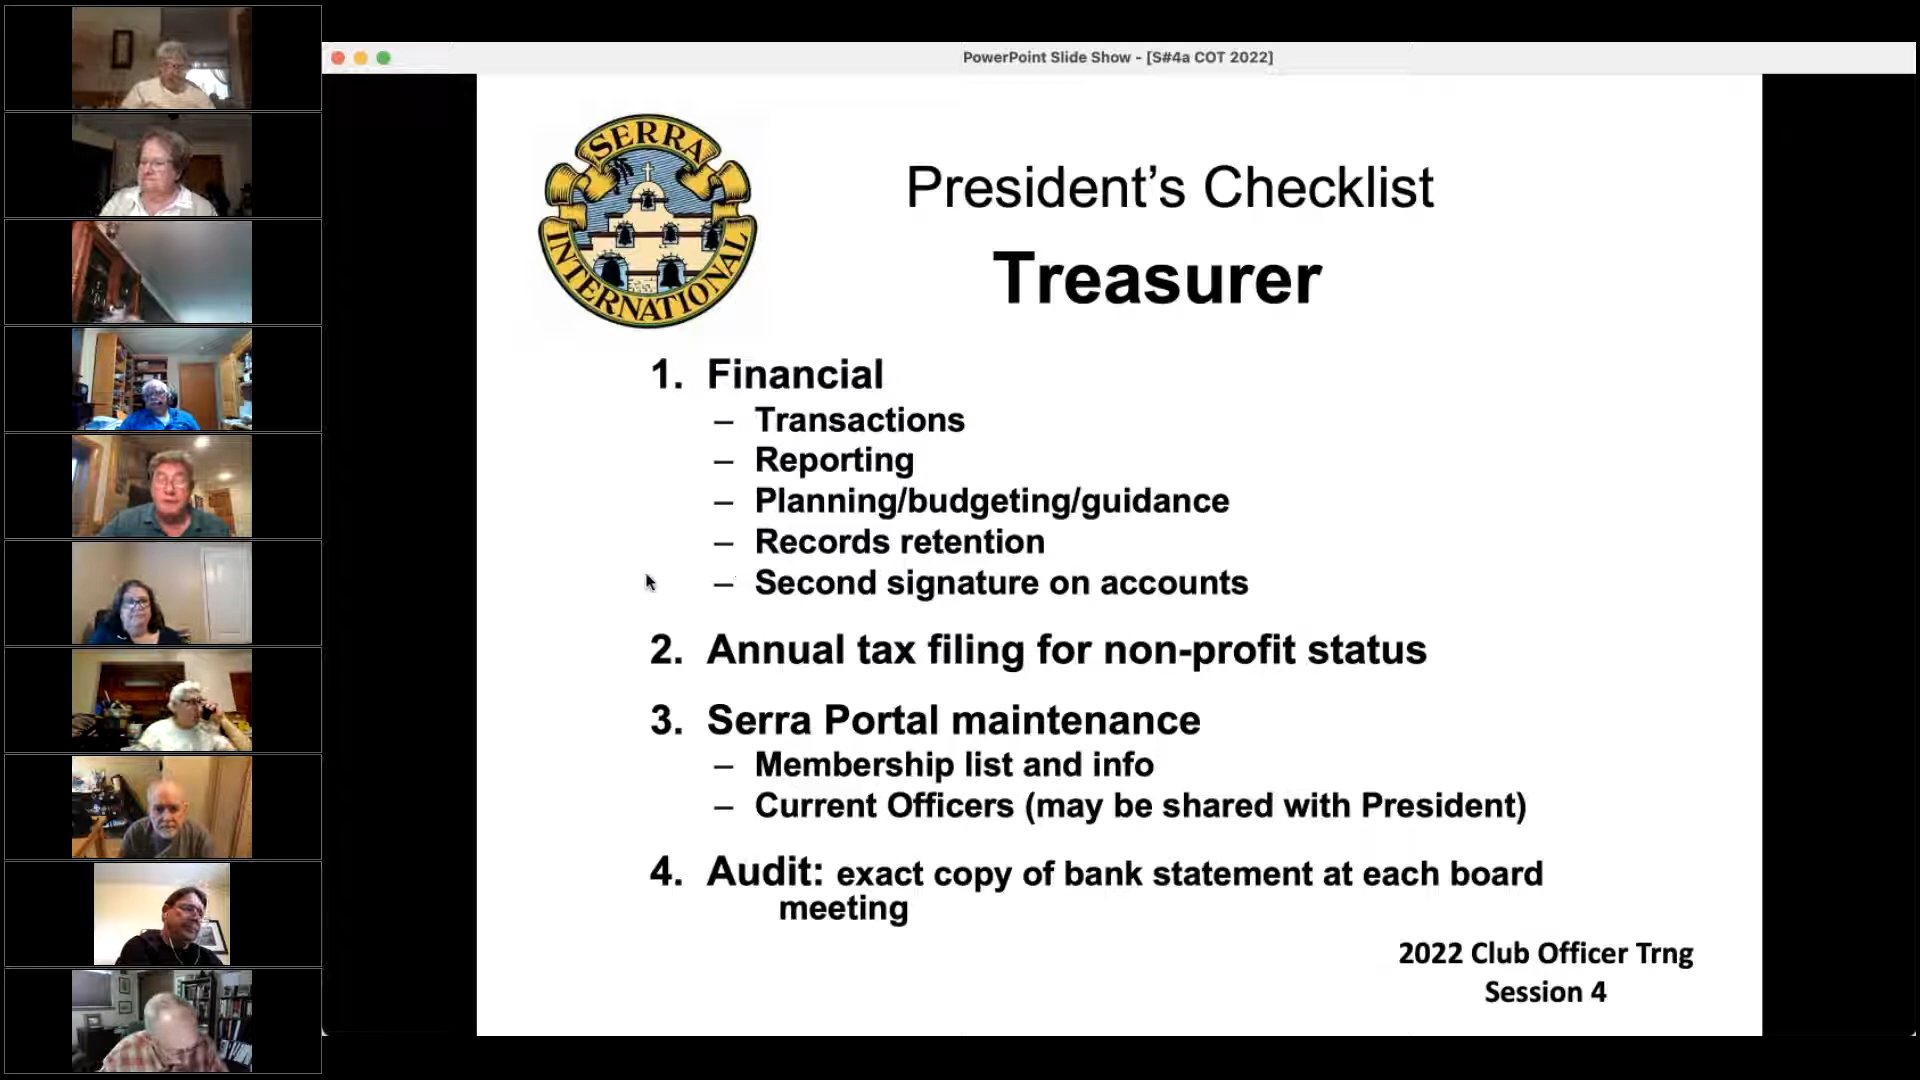 PowerPoint Slide Show - [S#4a COT 2022]
SERRA
INTERNATIONAL
President’s Checklist
Treasurer
1. Financial
– Transactions
– Reporting
– Planning/budgeting/guidance
– Records retention
– Second signature on accounts
2. Annual tax filing for non-profit status
3. Serra Portal maintenance
– Membership list and info
– Current Officers (may be shared with President)
4. Audit: exact copy of bank statement at each board
meeting
2022 Club Officer Trng
Session 4